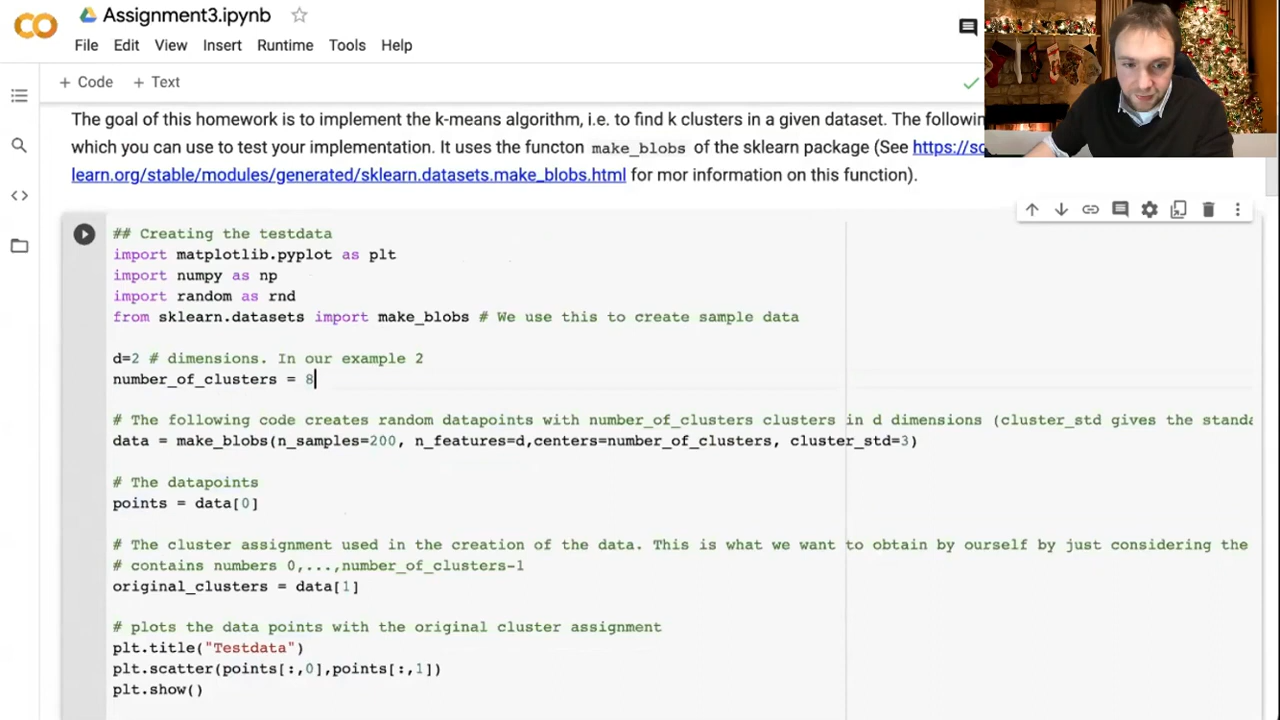 Assignment3.ipynb
File Edit View Insert Runtime Tools Help
+ Code + Text
The goal of this homework is to implement the k-means algorithm, i.e. to find k clusters in a given dataset. The following
which you can use to test your implementation. It uses the functon make_blobs of the sklearn package (See https://sc
learn.org/stable/modules/generated/sklearn.datasets.make_blobs.html for mor information on this function).
## Creating the testdata
import matplotlib.pyplot as plt
import numpy as np
import random as rnd
from sklearn.datasets import make_blobs # We use this to create sample data
d=2 # dimensions. In our example 2
number_of_clusters = 8
# The following code creates random datapoints with number_of_clusters clusters in d dimensions (cluster_std gives the standa
data = make_blobs(n_samples=200, n_features=d,centers=number_of_clusters, cluster_std=3)
# The datapoints
points = data[0]
# The cluster assignment used in the creation of the data. This is what we want to obtain by ourself by just considering the
# contains numbers 0,...,number_of_clusters-1
original_clusters = data[1]
# plots the data points with the original cluster assignment
plt.title("Testdata")
plt.scatter(points[:,0],points[:,1])
plt.show()